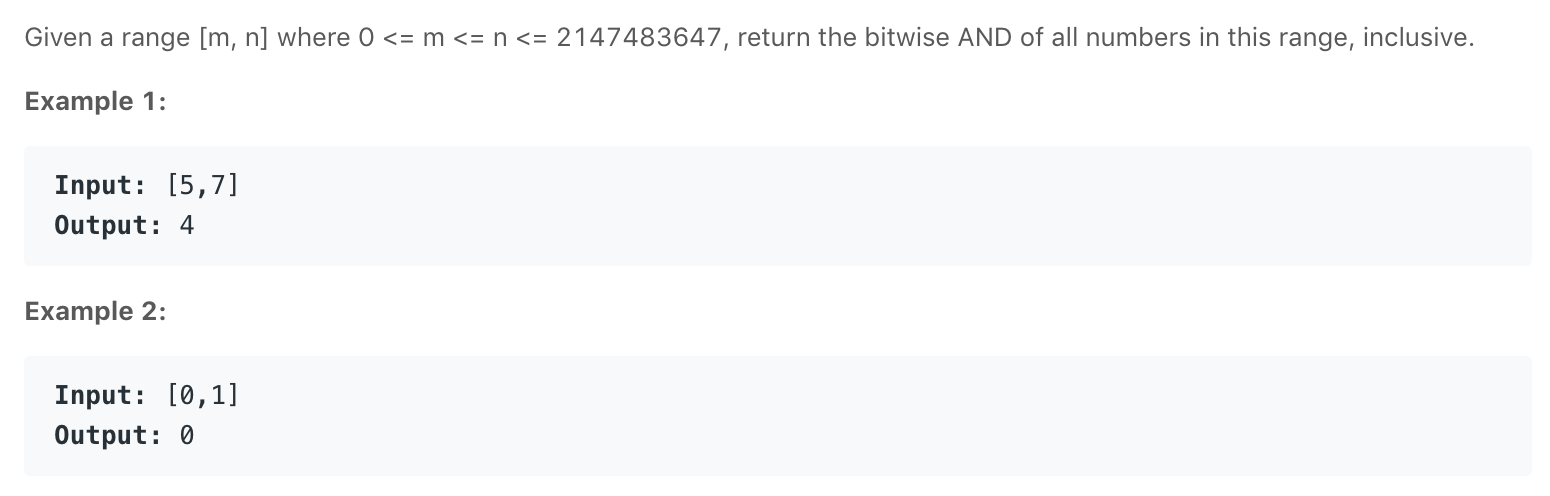 Given a range [m, n] where 0 <= m <= n <= 2147483647, return the bitwise AND of all numbers in this range, inclusive.
Example 1:
Input: [5,7]
Output: 4
Example 2:
Input: [0,1]
Output: 0